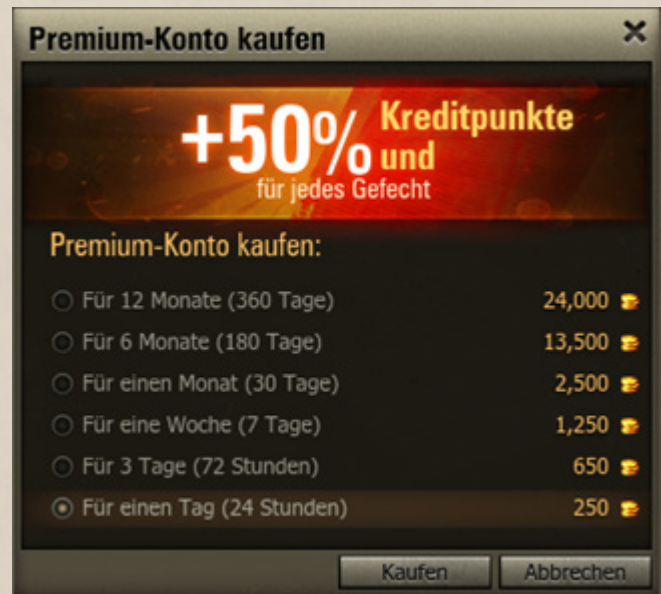 Premium-Konto kaufen
+50% Kreditpunkte
und
für jedes Gefecht
Premium-Konto kaufen:
Für 12 Monate (360 Tage) 24,000
Für 6 Monate (180 Tage) 13,500
Für einen Monat (30 Tage) 2,500
Für eine Woche (7 Tage) 1,250
Für 3 Tage (72 Stunden) 650
Für einen Tag (24 Stunden) 250
Kaufen Abbrechen